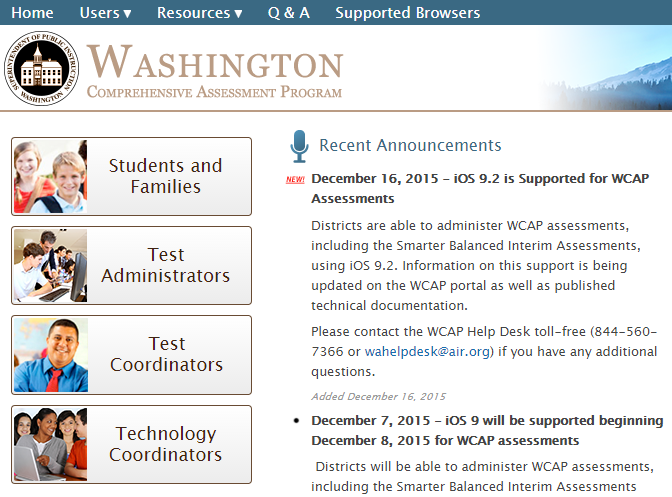 Home Users ▾ Resources ▾ Q & A Supported Browsers
SUPERINTENDENT OF PUBLIC INSTRUCTION
WASHINGTON
WASHINGTON
COMPREHENSIVE ASSESSMENT PROGRAM
Students and
Families
Test
Administrators
Test
Coordinators
Technology
Coordinators
Recent Announcements
NEW!
December 16, 2015 – iOS 9.2 is Supported for WCAP
Assessments
Districts are able to administer WCAP assessments,
including the Smarter Balanced Interim Assessments,
using iOS 9.2. Information on this support is being
updated on the WCAP portal as well as published
technical documentation.
Please contact the WCAP Help Desk toll-free (844-560-
7366 or wahelpdesk@air.org) if you have any additional
questions.
Added December 16, 2015
• December 7, 2015 – iOS 9 will be supported beginning
December 8, 2015 for WCAP assessments
Districts will be able to administer WCAP assessments,
including the Smarter Balanced Interim Assessments